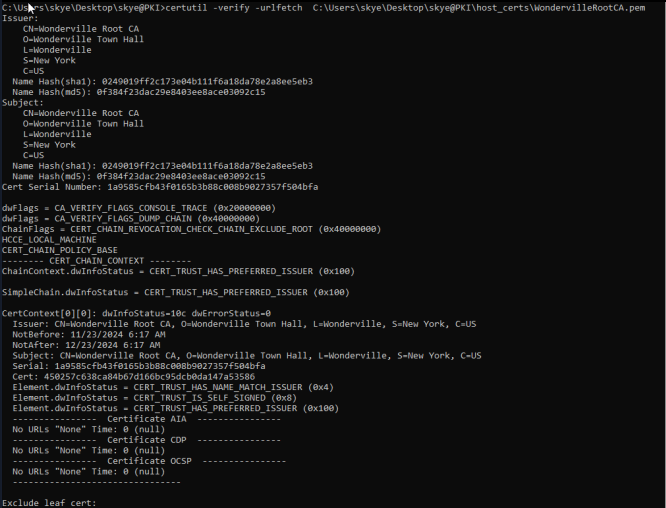 C:\Users\skye\Desktop\skye@PKI>certutil -verify -urlfetch  C:\Users\skye\Desktop\skye@PKI\host_certs\WondervilleRootCA.pem
Issuer:
    CN=Wonderville Root CA
    O=Wonderville Town Hall
    L=Wonderville
    S=New York
    C=US
  Name Hash(sha1): 0249019ff2c173e04b111f6a18da78e2a8ee5eb3
  Name Hash(md5): 0f384f23dac29e8403ee8ace03092c15
Subject:
    CN=Wonderville Root CA
    O=Wonderville Town Hall
    L=Wonderville
    S=New York
    C=US
  Name Hash(sha1): 0249019ff2c173e04b111f6a18da78e2a8ee5eb3
  Name Hash(md5): 0f384f23dac29e8403ee8ace03092c15
Cert Serial Number: 1a9585cfb43f0165b3b88c008b9027357f504bfa
dwFlags = CA_VERIFY_FLAGS_CONSOLE_TRACE (0x20000000)
dwFlags = CA_VERIFY_FLAGS_DUMP_CHAIN (0x40000000)
ChainFlags = CERT_CHAIN_REVOCATION_CHECK_CHAIN_EXCLUDE_ROOT (0x40000000)
HCCE_LOCAL_MACHINE
CERT_CHAIN_POLICY_BASE
-------- CERT_CHAIN_CONTEXT --------
ChainContext.dwInfoStatus = CERT_TRUST_HAS_PREFERRED_ISSUER (0x100)
SimpleChain.dwInfoStatus = CERT_TRUST_HAS_PREFERRED_ISSUER (0x100)
CertContext[0][0]: dwInfoStatus=10c dwErrorStatus=0
  Issuer: CN=Wonderville Root CA, O=Wonderville Town Hall, L=Wonderville, S=New York, C=US
  NotBefore: 11/23/2024 6:17 AM
  NotAfter: 12/23/2024 6:17 AM
  Subject: CN=Wonderville Root CA, O=Wonderville Town Hall, L=Wonderville, S=New York, C=US
  Serial: 1a9585cfb43f0165b3b88c008b9027357f504bfa
  Cert: 450257c638ca84b67d166bc95dcb0da147a53586
  Element.dwInfoStatus = CERT_TRUST_HAS_NAME_MATCH_ISSUER (0x4)
  Element.dwInfoStatus = CERT_TRUST_IS_SELF_SIGNED (0x8)
  Element.dwInfoStatus = CERT_TRUST_HAS_PREFERRED_ISSUER (0x100)
  ----------------  Certificate AIA  ----------------
  No URLs "None" Time: 0 (null)
  ----------------  Certificate CDP  ----------------
  No URLs "None" Time: 0 (null)
  ----------------  Certificate OCSP  ----------------
  No URLs "None" Time: 0 (null)
  --------------------------------
Exclude leaf cert: